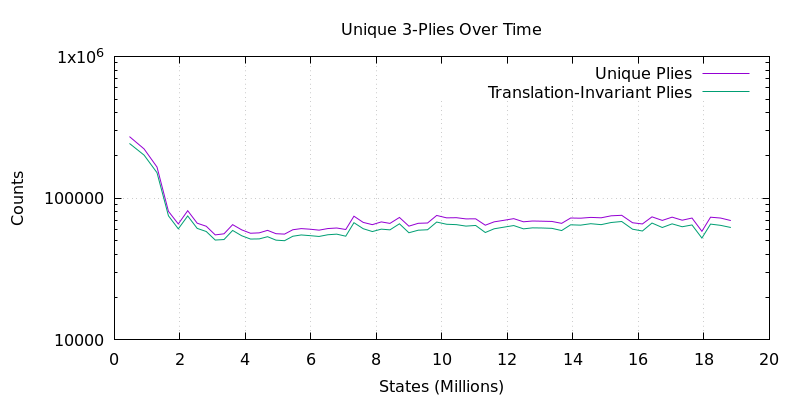 Unique 3-Plies Over Time
Unique Plies
Translation-Invariant Plies
1x10^6
100000
10000
Counts
0 2 4 6 8 10 12 14 16 18 20
States (Millions)